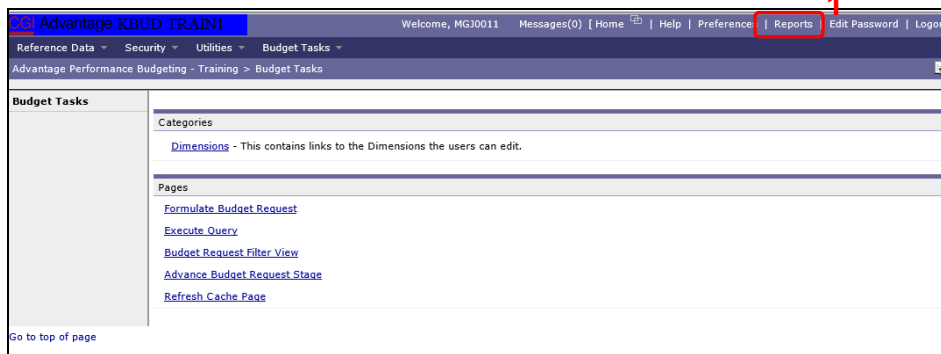 1
CGI Advantage KBUD TRAIN1 Welcome, MGJ0011 Messages(0) [ Home | Help | Preferences | Reports | Edit Password | Logou
Reference Data Security Utilities Budget Tasks
Advantage Performance Budgeting - Training > Budget Tasks
Budget Tasks
Categories
Dimensions - This contains links to the Dimensions the users can edit.
Pages
Formulate Budget Request
Execute Query
Budget Request Filter View
Advance Budget Request Stage
Refresh Cache Page
Go to top of page